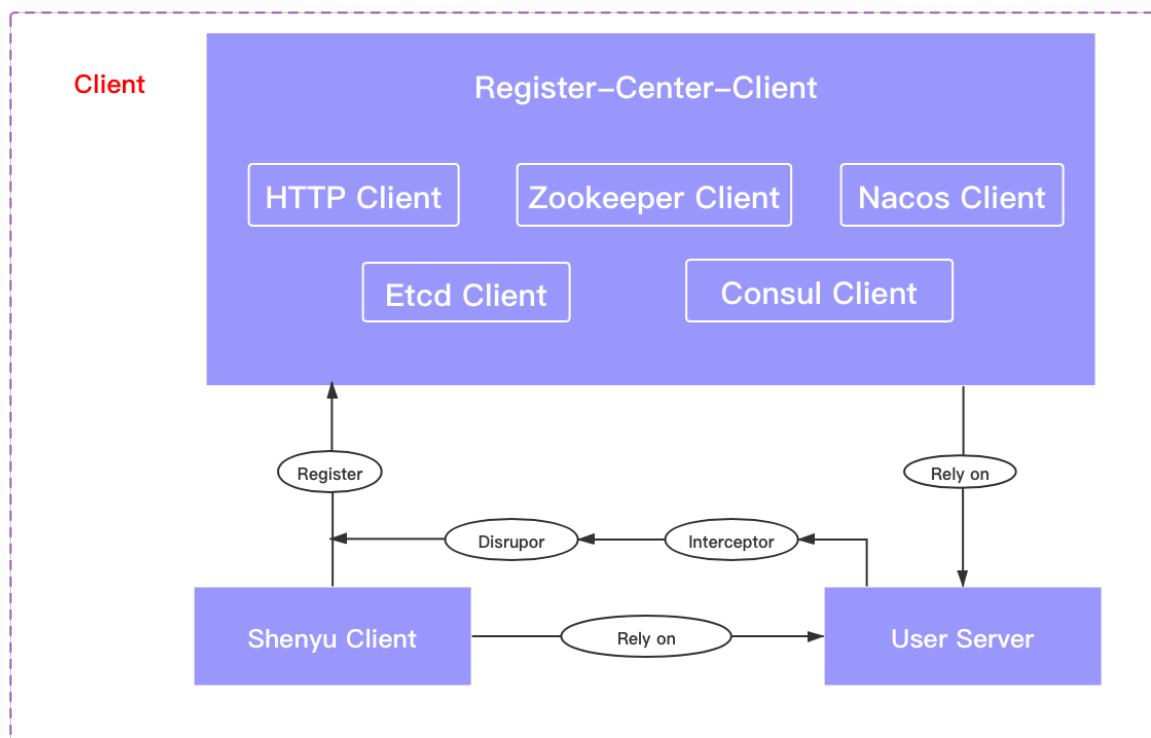 Client
Register-Center-Client
HTTP Client
Zookeeper Client
Nacos Client
Etcd Client
Consul Client
Register
Rely on
Disrupor
Interceptor
Shenyu Client
Rely on
User Server